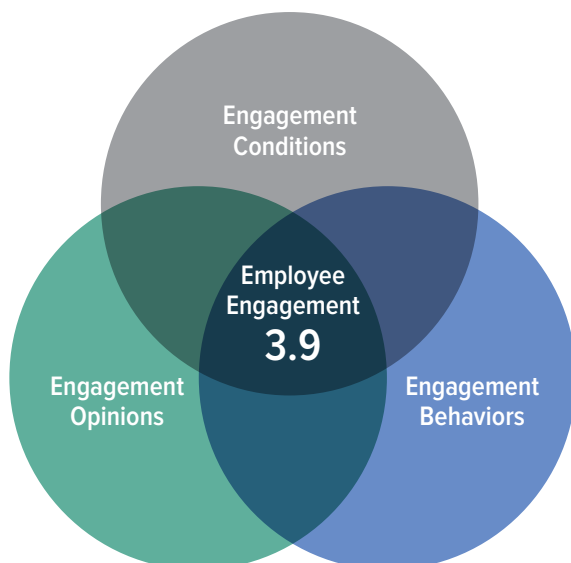 Engagement
Conditions
Employee
Engagement
3.9
Engagement
Opinions
Engagement
Behaviors